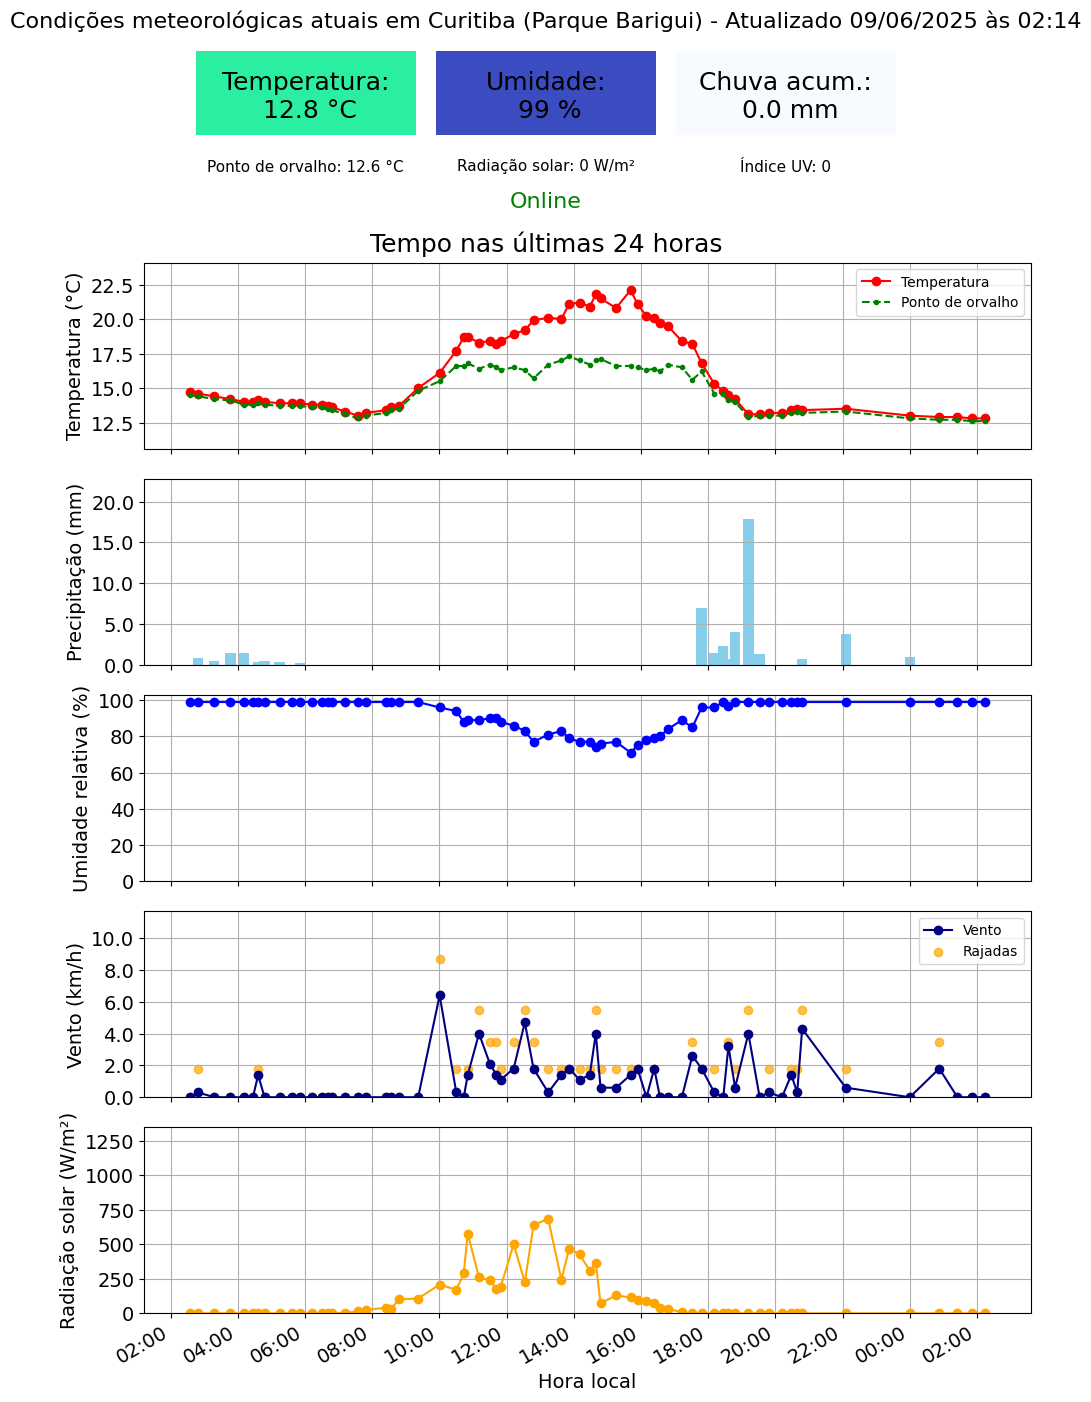 Condições meteorológicas atuais em Curitiba (Parque Barigui) - Atualizado 09/06/2025 às 02:14
Temperatura:
12.8 °C
Umidade:
99 %
Chuva acum.:
0.0 mm
Ponto de orvalho: 12.6 °C
Radiação solar: 0 W/m²
Índice UV: 0
Online
Tempo nas últimas 24 horas
Temperatura (°C)
22.5
20.0
17.5
15.0
12.5
Temperatura
Ponto de orvalho
Precipitação (mm)
20.0
15.0
10.0
5.0
0.0
Umidade relativa (%)
100
80
60
40
20
0
Vento (km/h)
10.0
8.0
6.0
4.0
2.0
0.0
Vento
Rajadas
Radiação solar (W/m²)
1250
1000
750
500
250
0
02:00
04:00
06:00
08:00
10:00
12:00
14:00
16:00
18:00
20:00
22:00
00:00
02:00
Hora local